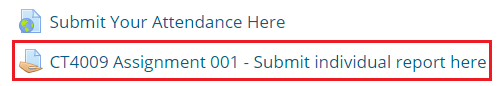 Submit Your Attendance Here
CT4009 Assignment 001 - Submit individual report here